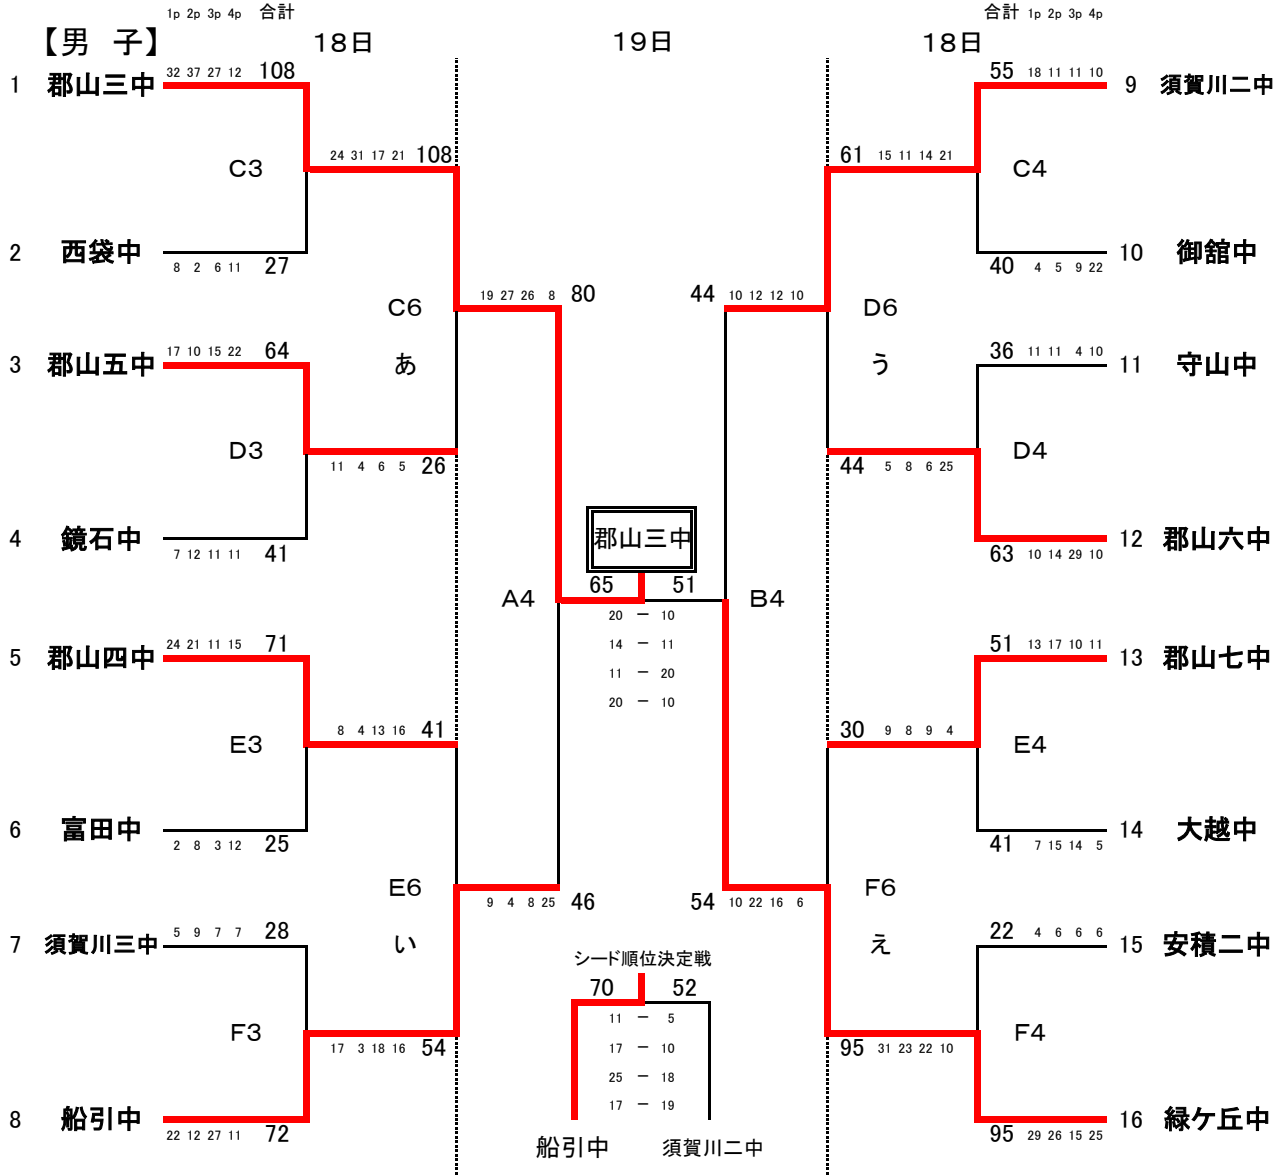 1p 2p 3p 4p 合計
合計 1p 2p 3p 4p
【男 子】
18日
19日
18日
1 郡山三中 32 37 27 12 108
55 18 11 11 10 9 須賀川二中
24 31 17 21 108
61 15 11 14 21
C3
C4
2 西袋中 8 2 6 11 27
40 4 5 9 22 10 御舘中
C6
19 27 26 8 80
44 10 12 12 10
D6
3 郡山五中 17 10 15 22 64
あ
う
36 11 11 4 10 11 守山中
D3
D4
11 4 6 5 26
44 5 8 6 25
4 鏡石中 7 12 11 11 41
郡山三中
63 10 14 29 10 12 郡山六中
A4
65 51
B4
20 － 10
14 － 11
11 － 20
20 － 10
5 郡山四中 24 21 11 15 71
51 13 17 10 11 13 郡山七中
8 4 13 16 41
30 9 8 9 4
E3
E4
6 富田中 2 8 3 12 25
41 7 15 14 5 14 大越中
E6
9 4 8 25 46
54 10 22 16 6
F6
7 須賀川三中 5 9 7 7 28
い
え
22 4 6 6 6 15 安積二中
シード順位決定戦
70 52
11 － 5
17 － 10
25 － 18
17 － 19
船引中 須賀川二中
F3
F4
17 3 18 16 54
95 31 23 22 10
8 船引中 22 12 27 11 72
95 29 26 15 25 16 緑ケ丘中